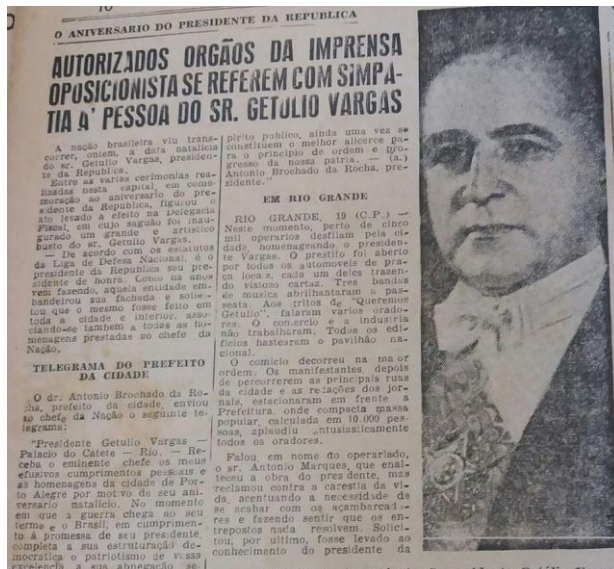 O ANIVERSARIO DO PRESIDENTE DA REPUBLICA
AUTORIZADOS ORGÃOS DA IMPRENSA
OPOSICIONISTA SE REFEREM COM SIMPA-
TIA A' PESSOA DO SR. GETULIO VARGAS
A nação brasileira viu trans-
correr, ontem, a data natalicia
do sr. Getulio Vargas, presiden-
te da Republica.
Entre as varias cerimonias rea-
lizadas nesta capital, em come-
moração ao aniversario do pre-
sidente da Republica, figurou o
ato levado a efeito na Delegacia
Fiscal, em cujo saguão foi inau-
gurado um grande e artistico
busto do sr. Getulio Vargas.
— De acordo com os estatutos
da Liga de Defesa Nacional, é o
presidente da Republica seu pre-
sidente de honra. Como na anos
vem fazendo, aquela entidade em-
bandeirou sua fachada e solici-
tou que o mesmo fosse feito em
toda a cidade e interior, asso-
ciando-se tambem a todas as ho-
menagens prestadas ao chefe da
Nação.
TELEGRAMA DO PREFEITO
DA CIDADE
O dr. Antonio Brochado da Ro-
cha, prefeito da cidade, enviou
ao chefe da Nação o seguinte te-
legrama:
"Presidente Getulio Vargas —
Palacio do Catete — Rio. — Re-
ceba o eminente chefe os meus
efusivos cumprimentos pessoais e
as homenagens da cidade de Por-
to Alegre por motivo de seu ani-
versario natalicio. No momento
em que a guerra chega ao seu
termo e o Brasil, em cumprimen-
to á promessa de seu presidente,
completa a sua estruturação de-
mocratica o patriotismo de vossa
excelencia, a sua abnegação
pirito publico, ainda uma vez se
constituem o melhor alicerce pa-
ra o principio de ordem e pro-
gresso da nossa patria. — (a.)
Antonio Brochado da Rocha, pre-
sidente."
EM RIO GRANDE
RIO GRANDE, 19 (C.P.) —
Neste momento, perto de cinco
mil operarios desfilam pela ci-
dade, homenageando o presiden-
te Vargas. O prestito foi aberto
por todos os automoveis de pra-
ça local, cada um deles trazen-
do vistoso cartaz. Tres bandas
de musica abrilhantaram a pas-
seata. Aos gritos de "Queremos
Getulio", falaram varios orado-
res. O comercio e a industria
não trabalharam. Todos os edi-
ficios hastearam o pavilhão na-
cional.
O comicio decorreu na maior
ordem. Os manifestantes, depois
de percorrerem as principais ruas
da cidade e as redações dos jor-
nais, estacionaram em frente a
Prefeitura, onde compacta massa
popular, calculada em 10.000 pes-
soas, aplaudiu entusiasticamente
todos os oradores.
Falou, em nome do operariado,
o sr. Antonio Marques, que enal-
teceu a obra do presidente, mas
reclamou contra a carestia da vi-
da, acentuando a necessidade de
se acabar com os açambarcado-
res e fazendo sentir que os en-
trepostos nada resolvem. Solici-
tou, por ultimo, fosse levado ao
conhecimento do presidente da